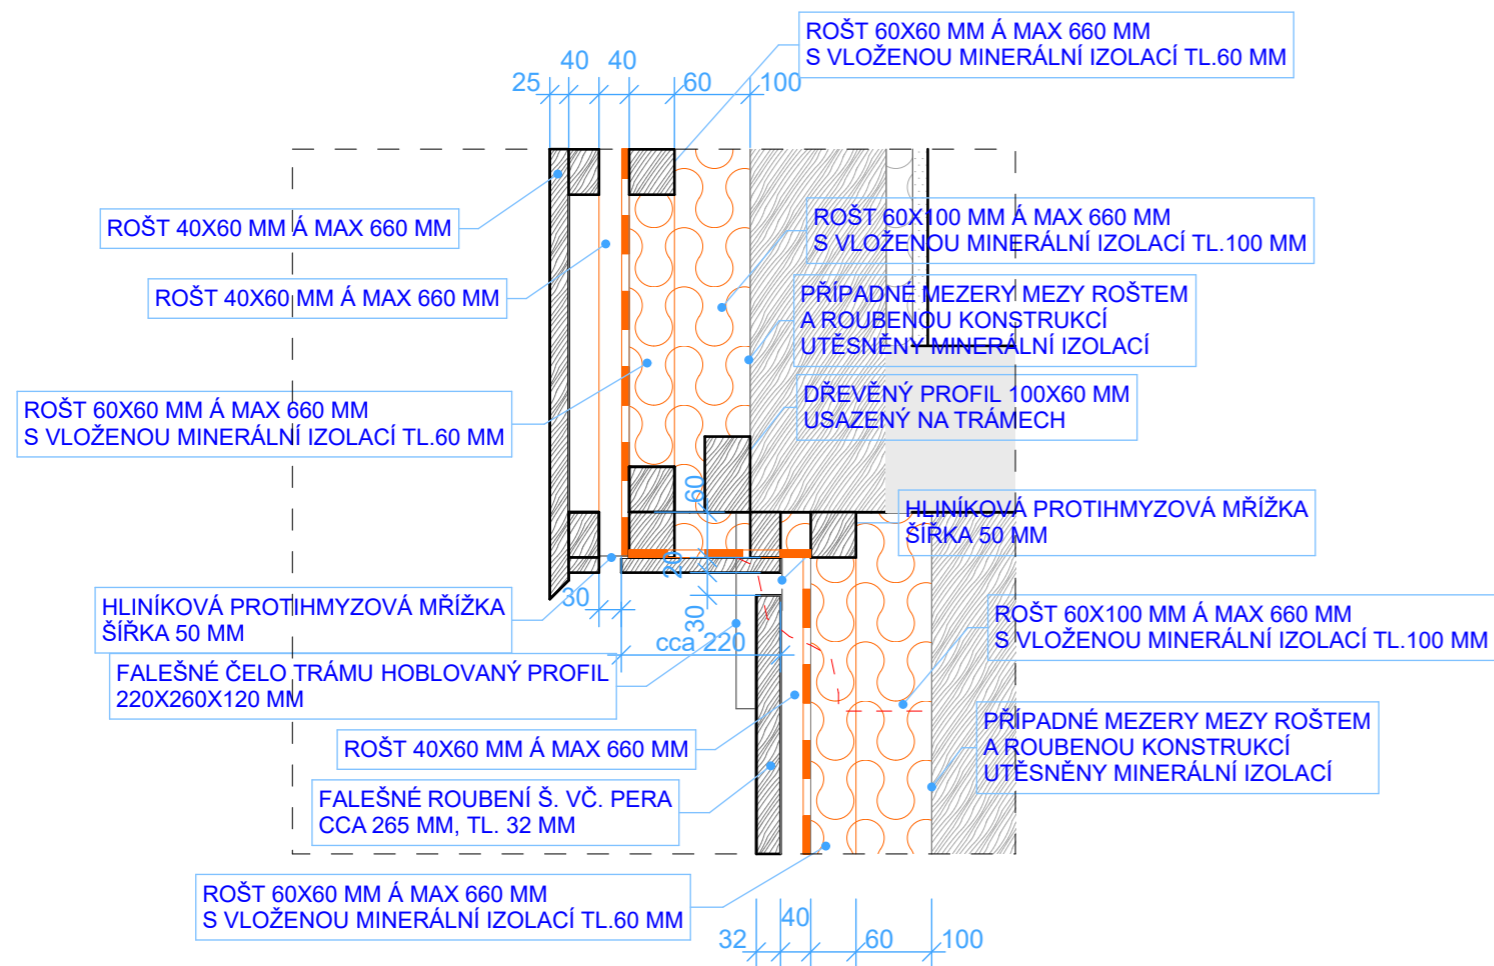 ROŠT 60X60 MM Á MAX 660 MM
S VLOŽENOU MINERÁLNÍ IZOLACÍ TL.60 MM
25
40
40
60
100
ROŠT 40X60 MM Á MAX 660 MM
ROŠT 60X100 MM Á MAX 660 MM
S VLOŽENOU MINERÁLNÍ IZOLACÍ TL.100 MM
ROŠT 40X60 MM Á MAX 660 MM
PŘÍPADNÉ MEZERY MEZY ROŠTEM
A ROUBENOU KONSTRUKCÍ
UTĚSNĚNY MINERÁLNÍ IZOLACÍ
ROŠT 60X60 MM Á MAX 660 MM
S VLOŽENOU MINERÁLNÍ IZOLACÍ TL.60 MM
DŘEVĚNÝ PROFIL 100X60 MM
USAZENÝ NA TRÁMECH
60
HLINÍKOVÁ PROTIHMYZOVÁ MŘÍŽKA
ŠÍŘKA 50 MM
20
HLINÍKOVÁ PROTIHMYZOVÁ MŘÍŽKA
ŠÍŘKA 50 MM
30
30
cca 220
ROŠT 60X100 MM Á MAX 660 MM
S VLOŽENOU MINERÁLNÍ IZOLACÍ TL.100 MM
FALEŠNÉ ČELO TRÁMU HOBLOVANÝ PROFIL
220X260X120 MM
PŘÍPADNÉ MEZERY MEZY ROŠTEM
A ROUBENOU KONSTRUKCÍ
UTĚSNĚNY MINERÁLNÍ IZOLACÍ
ROŠT 40X60 MM Á MAX 660 MM
FALEŠNÉ ROUBENÍ Š. VČ. PERA
CCA 265 MM, TL. 32 MM
ROŠT 60X60 MM Á MAX 660 MM
S VLOŽENOU MINERÁLNÍ IZOLACÍ TL.60 MM
32
40
60
100